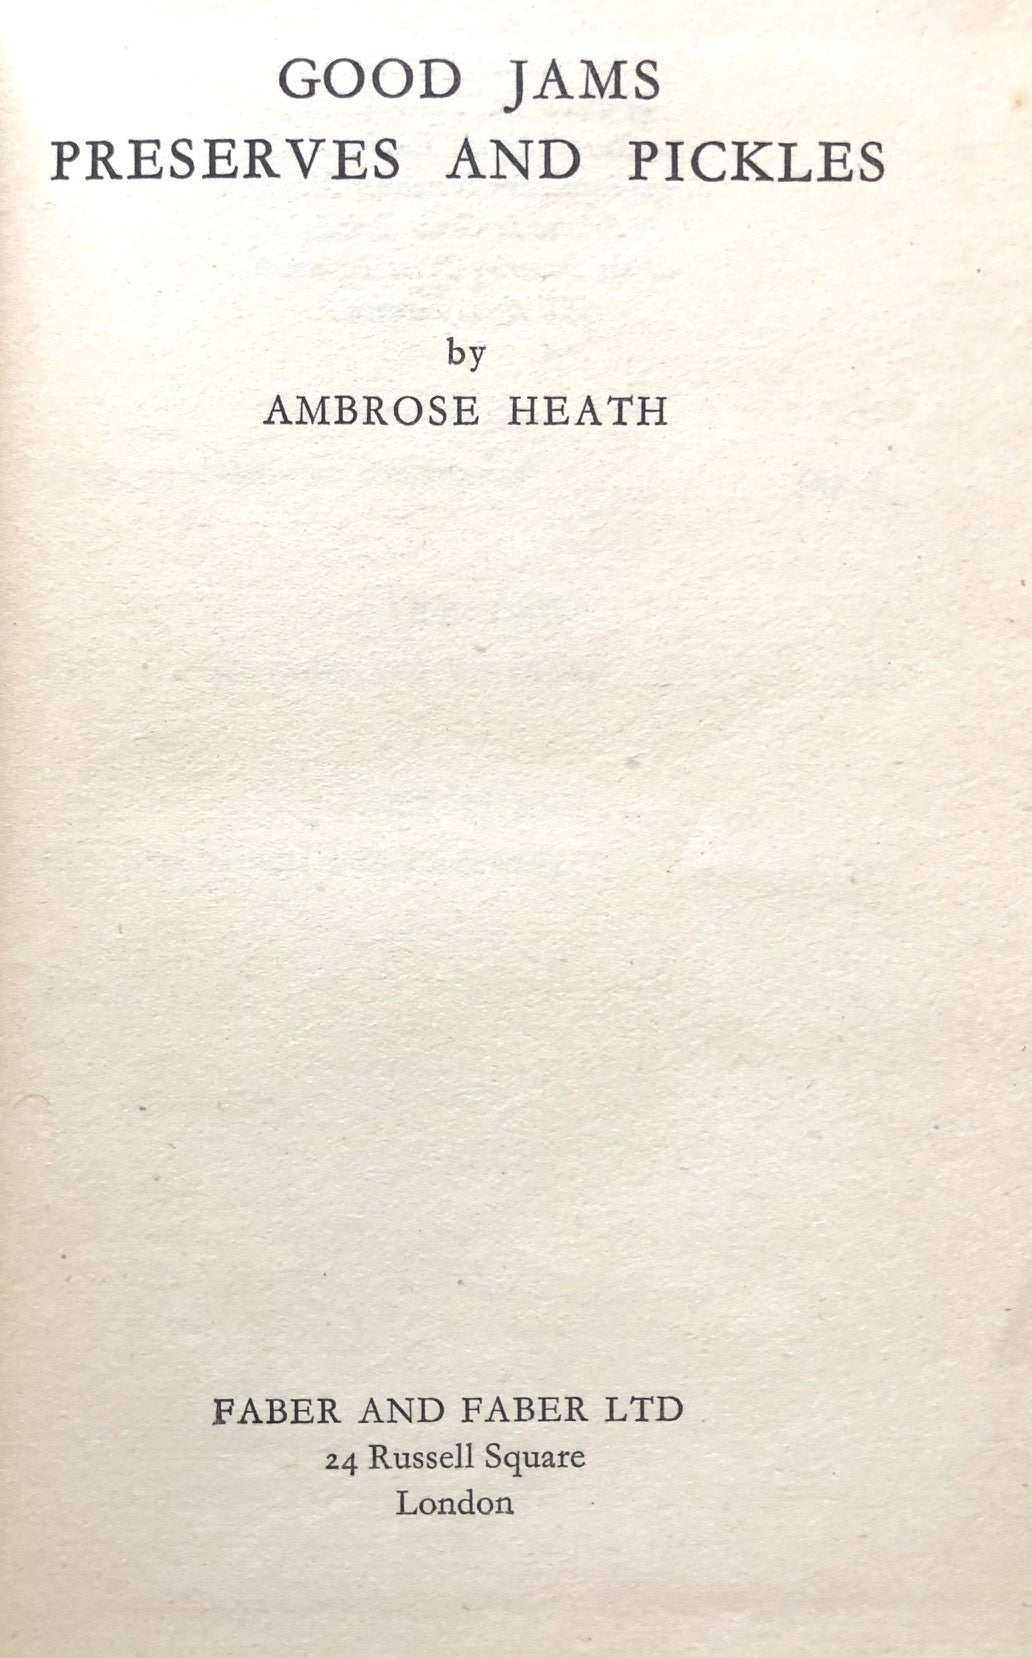 GOOD JAMS
PRESERVES AND PICKLES
by
AMBROSE HEATH
FABER AND FABER LTD
24 Russell Square
London